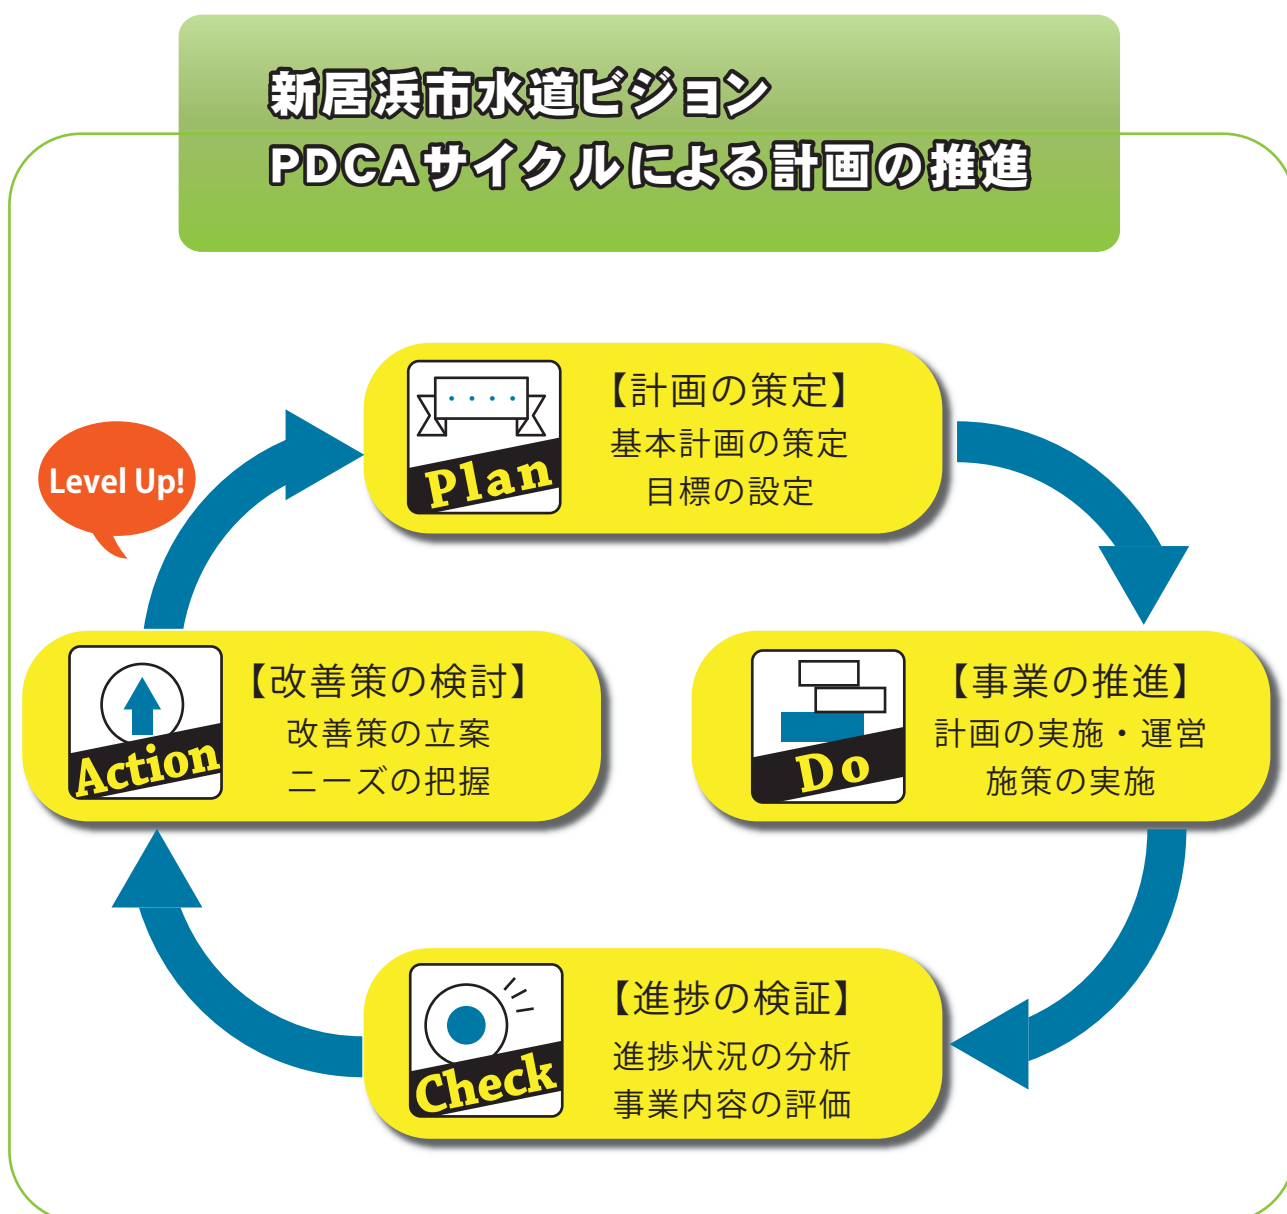 新居浜市水道ビジョン
PDCAサイクルによる計画の推進
Plan
【計画の策定】
基本計画の策定
目標の設定
Level Up!
Action
【改善策の検討】
改善策の立案
ニーズの把握
Do
【事業の推進】
計画の実施・運営
施策の実施
Check
【進捗の検証】
進捗状況の分析
事業内容の評価